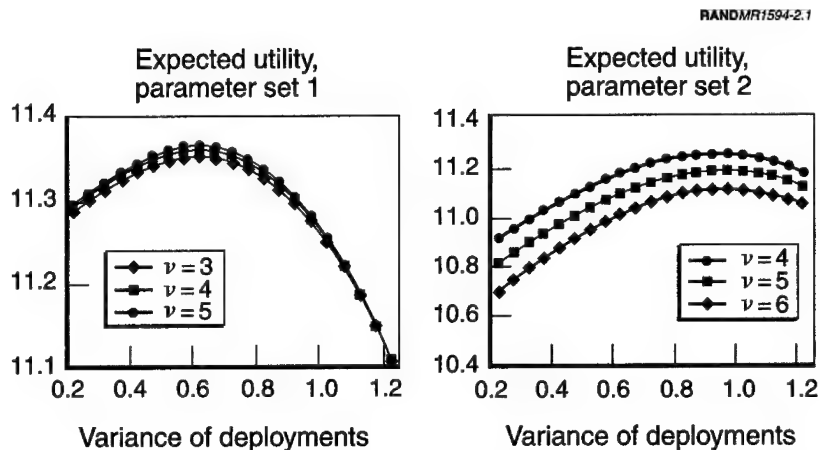 RANDMR1594-2.1
Expected utility,
parameter set 1
11.4
11.3
11.2
11.1
ν = 3
ν = 4
ν = 5
0.2 0.4 0.6 0.8 1.0 1.2
Variance of deployments
Expected utility,
parameter set 2
11.4
11.2
11.0
10.8
10.6
10.4
ν = 4
ν = 5
ν = 6
0.2 0.4 0.6 0.8 1.0 1.2
Variance of deployments